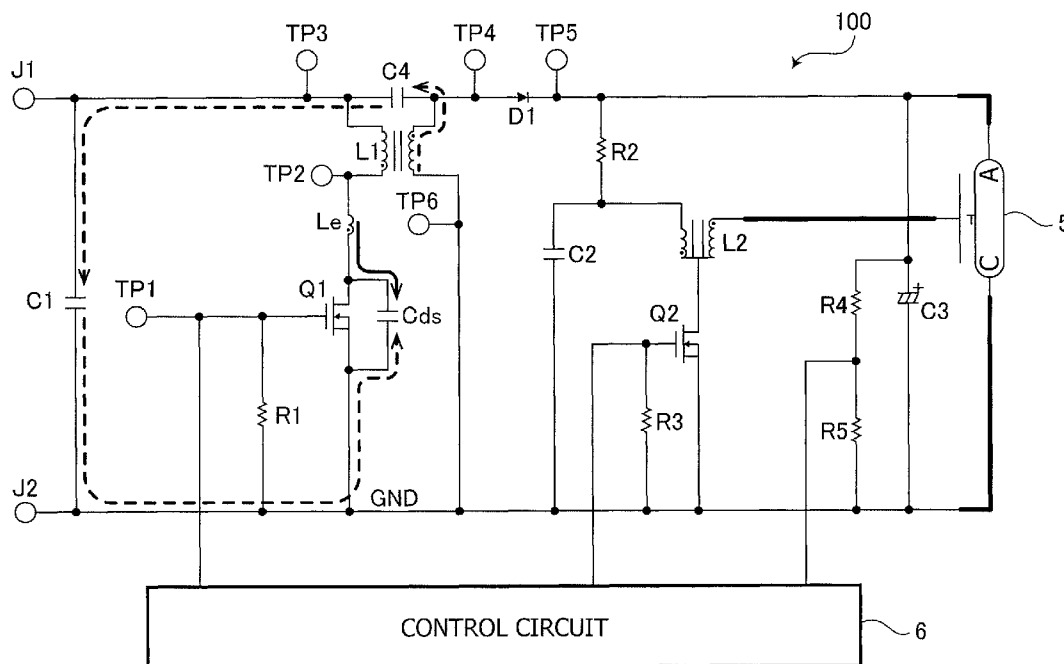 100
TP3
TP4
TP5
J1
C4
D1
R2
L1
TP2
TP6
Le
C2
L2
T
A
C
5
C1
TP1
Q1
Cds
Q2
R4
+
C3
R1
R3
R5
J2
GND
CONTROL CIRCUIT
6